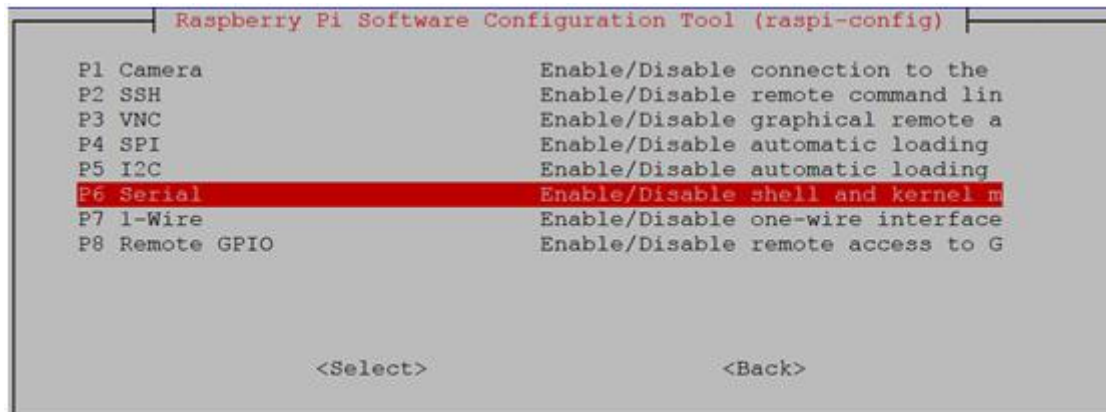 Raspberry Pi Software Configuration Tool (raspi-config)
P1 Camera Enable/Disable connection to the
P2 SSH Enable/Disable remote command lin
P3 VNC Enable/Disable graphical remote a
P4 SPI Enable/Disable automatic loading
P5 I2C Enable/Disable automatic loading
P6 Serial Enable/Disable shell and kernel m
P7 1-Wire Enable/Disable one-wire interface
P8 Remote GPIO Enable/Disable remote access to G
<Select> <Back>